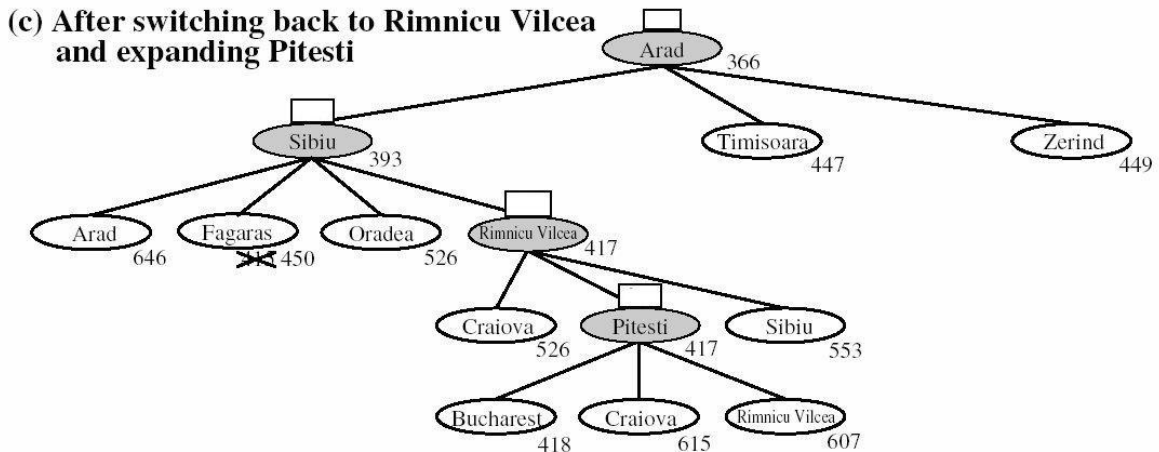 (c) After switching back to Rimnicu Vilcea
and expanding Pitesti
Arad
366
Sibiu
393
Timisoara
447
Zerind
449
Arad
646
Fagaras
450
Oradea
526
Rimnicu Vilcea
417
Craiova
526
Pitesti
417
Sibiu
553
Bucharest
418
Craiova
615
Rimnicu Vilcea
607